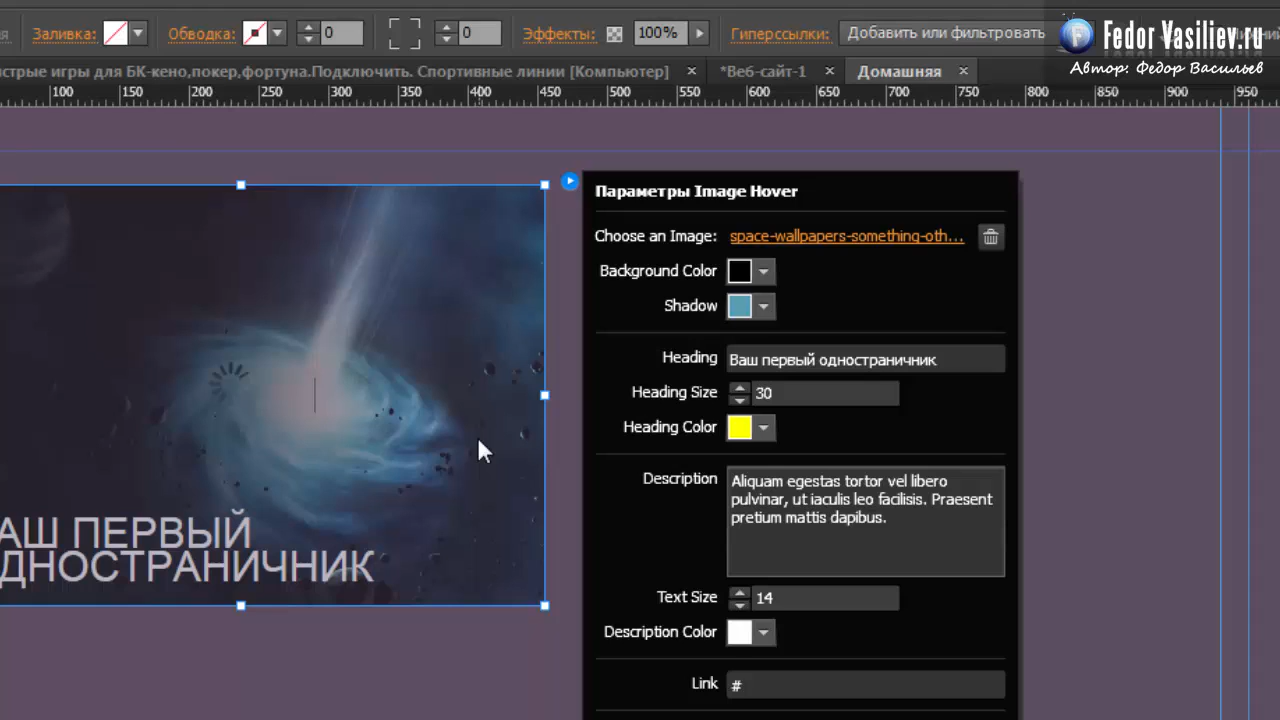 Заливка: Обводка: 0 0 Эффекты: 100% Гиперссылки: Добавить или фильтровать
Fedor Vasiliev.ru
Автор: Федор Васильев
стрые игры для БК-кено,покер,фортуна.Подключить. Спортивные линии [Компьютер] × *Веб-сайт-1 × Домашняя ×
100 150 200 250 300 350 400 450 500 550 600 650 700 750 800 850 900 950
Параметры Image Hover
Choose an Image: space-wallpapers-something-oth...
Background Color
Shadow
Heading Ваш первый одностраничник
Heading Size 30
Heading Color
Description Aliquam egestas tortor vel libero
pulvinar, ut iaculis leo facilisis. Praesent
pretium mattis dapibus.
Text Size 14
Description Color
Link #
АШ ПЕРВЫЙ
ДНОСТРАНИЧНИК